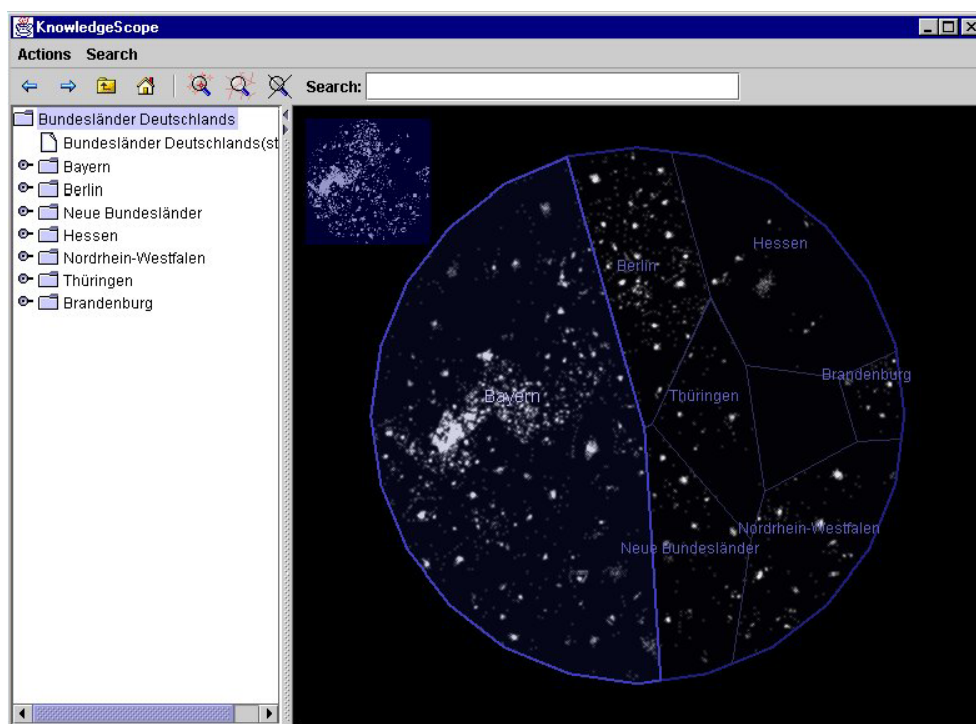 KnowledgeScope
Actions Search
Search:
Bundesländer Deutschlands
Bundesländer Deutschlands(st
Bayern
Berlin
Neue Bundesländer
Hessen
Nordrhein-Westfalen
Thüringen
Brandenburg
Hessen
Berlin
Brandenburg
Thüringen
Bayern
Nordrhein-Westfalen
Neue Bundesländer